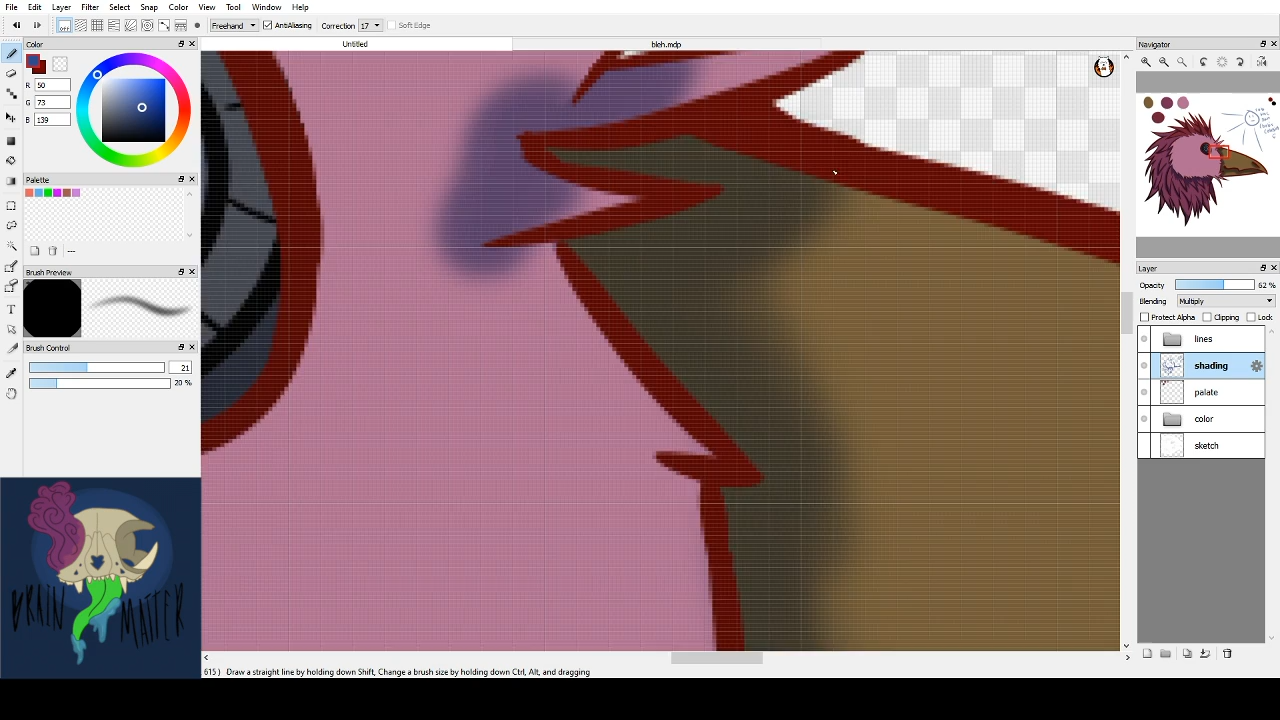 File Edit Layer Filter Select Snap Color View Tool Window Help
OFF Freehand AntiAliasing Correction 17 Soft Edge
Color Untitled bleh.mdp Navigator
R 50
G 73
B 139
Palette
---
Brush Preview
Layer
Opacity 62 %
Blending Multiply
Protect Alpha Clipping Lock
lines
Brush Control
shading
21
20 %
palate
color
sketch
BRAIN MATTER
615 ) Draw a straight line by holding down Shift, Change a brush size by holding down Ctrl, Alt, and dragging